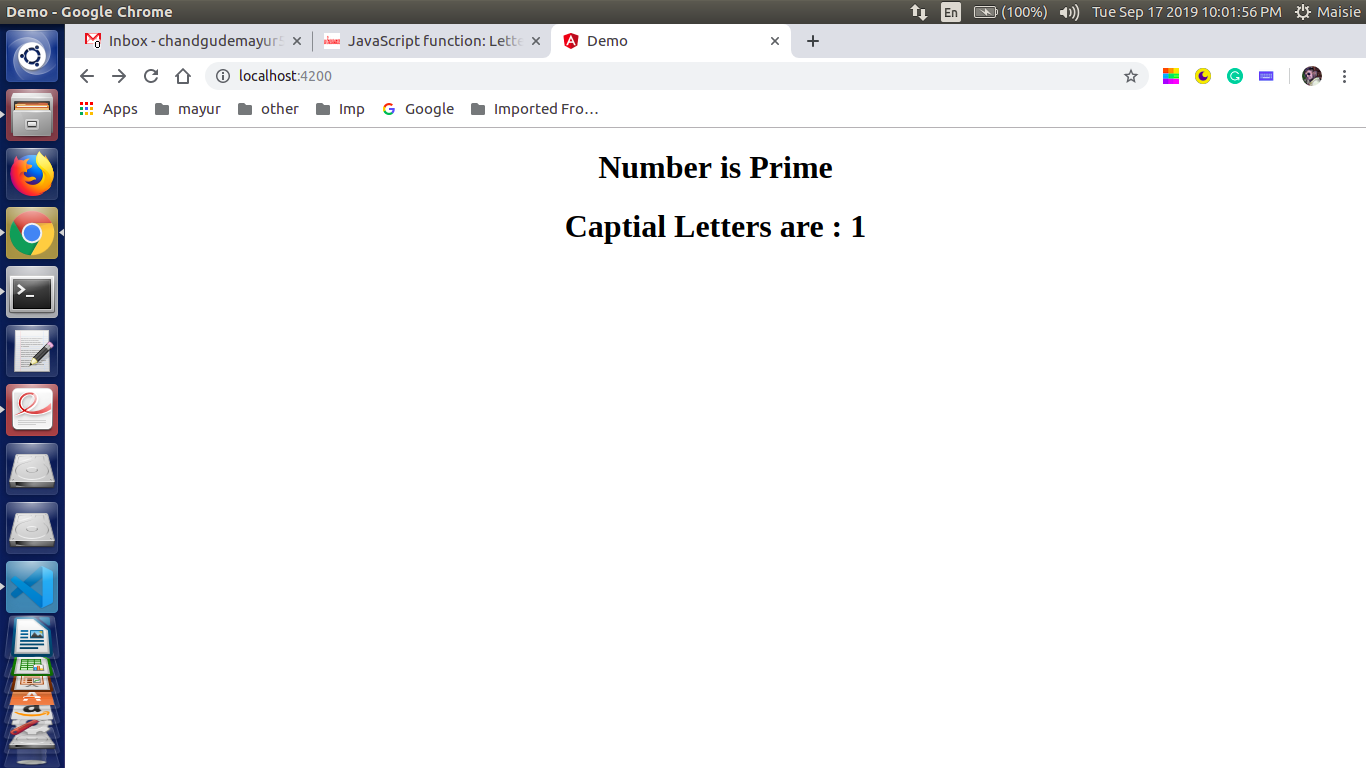 Demo - Google Chrome En (100%) Tue Sep 17 2019 10:01:56 PM Maisie
Inbox - chandgudemayur JavaScript function: Lette Demo
localhost:4200
Apps mayur other Imp Google Imported Fro…
Number is Prime
Captial Letters are : 1